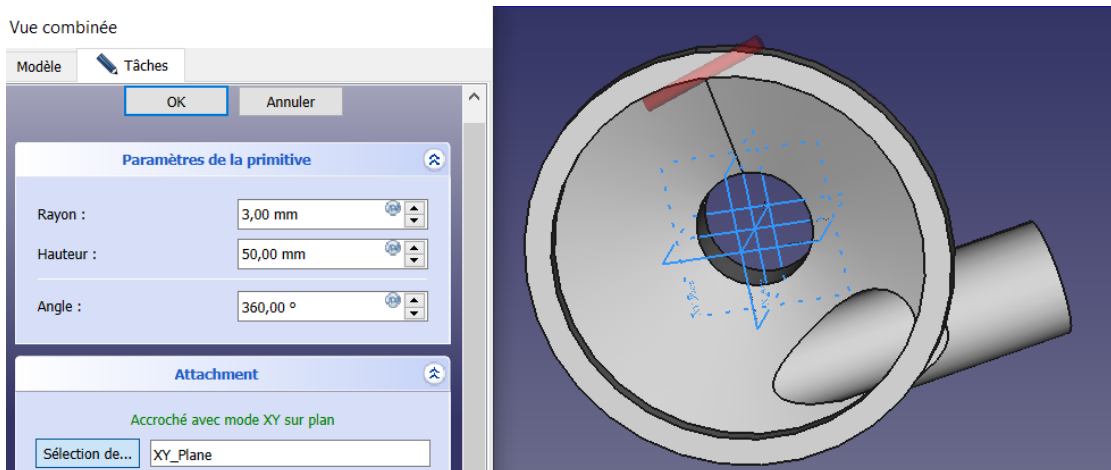 Vue combinée
Modèle
Tâches
OK
Annuler
Paramètres de la primitive
Rayon :
3,00 mm
Hauteur :
50,00 mm
Angle :
360,00 º
Attachment
Accroché avec mode XY sur plan
Sélection de...
XY_Plane